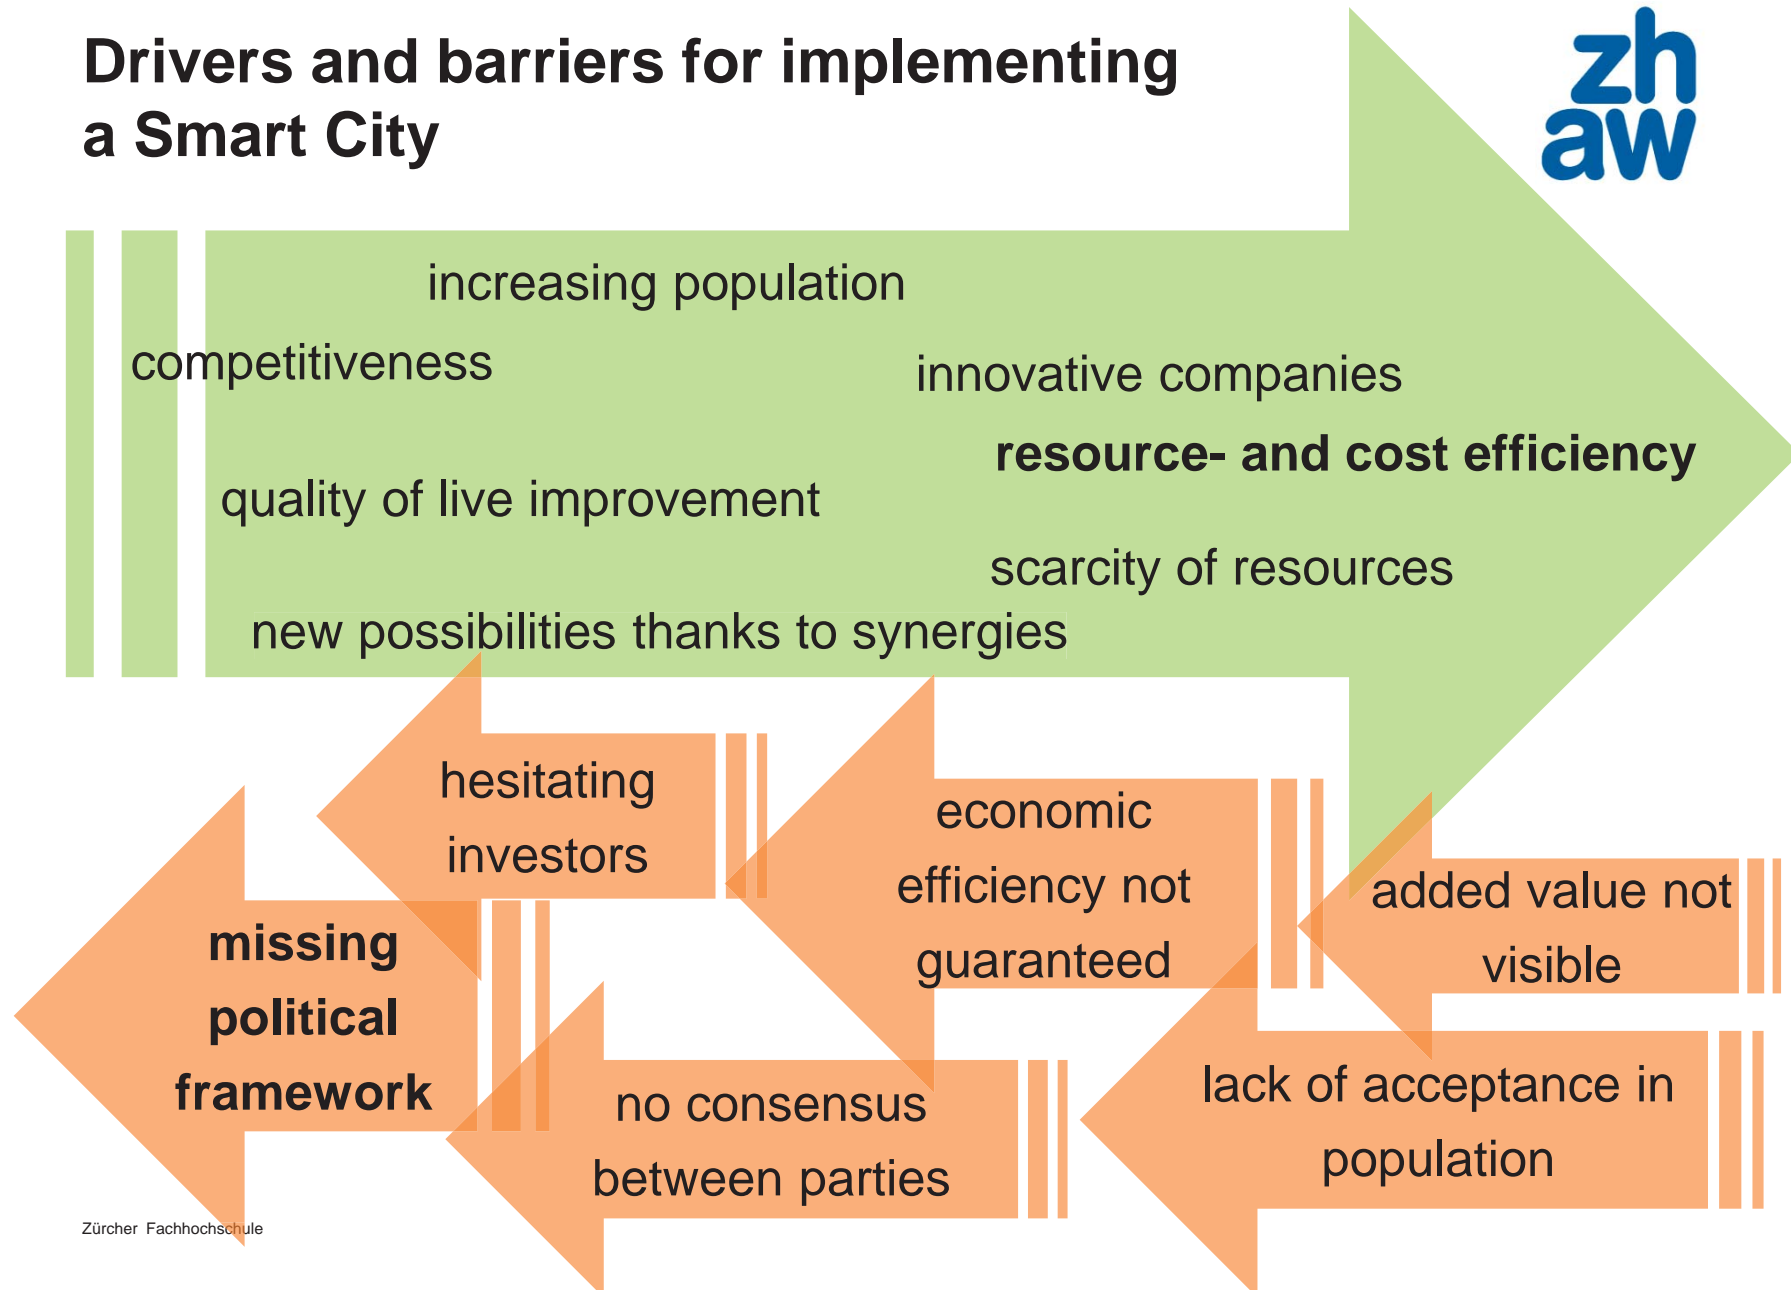 Drivers and barriers for implementing
a Smart City
zh
aw
increasing population
competitiveness
innovative companies
resource- and cost efficiency
quality of live improvement
scarcity of resources
new possibilities thanks to synergies
hesitating
investors
economic
efficiency not
guaranteed
added value not
visible
missing
political
framework
no consensus
between parties
lack of acceptance in
population
Zürcher Fachhochschule